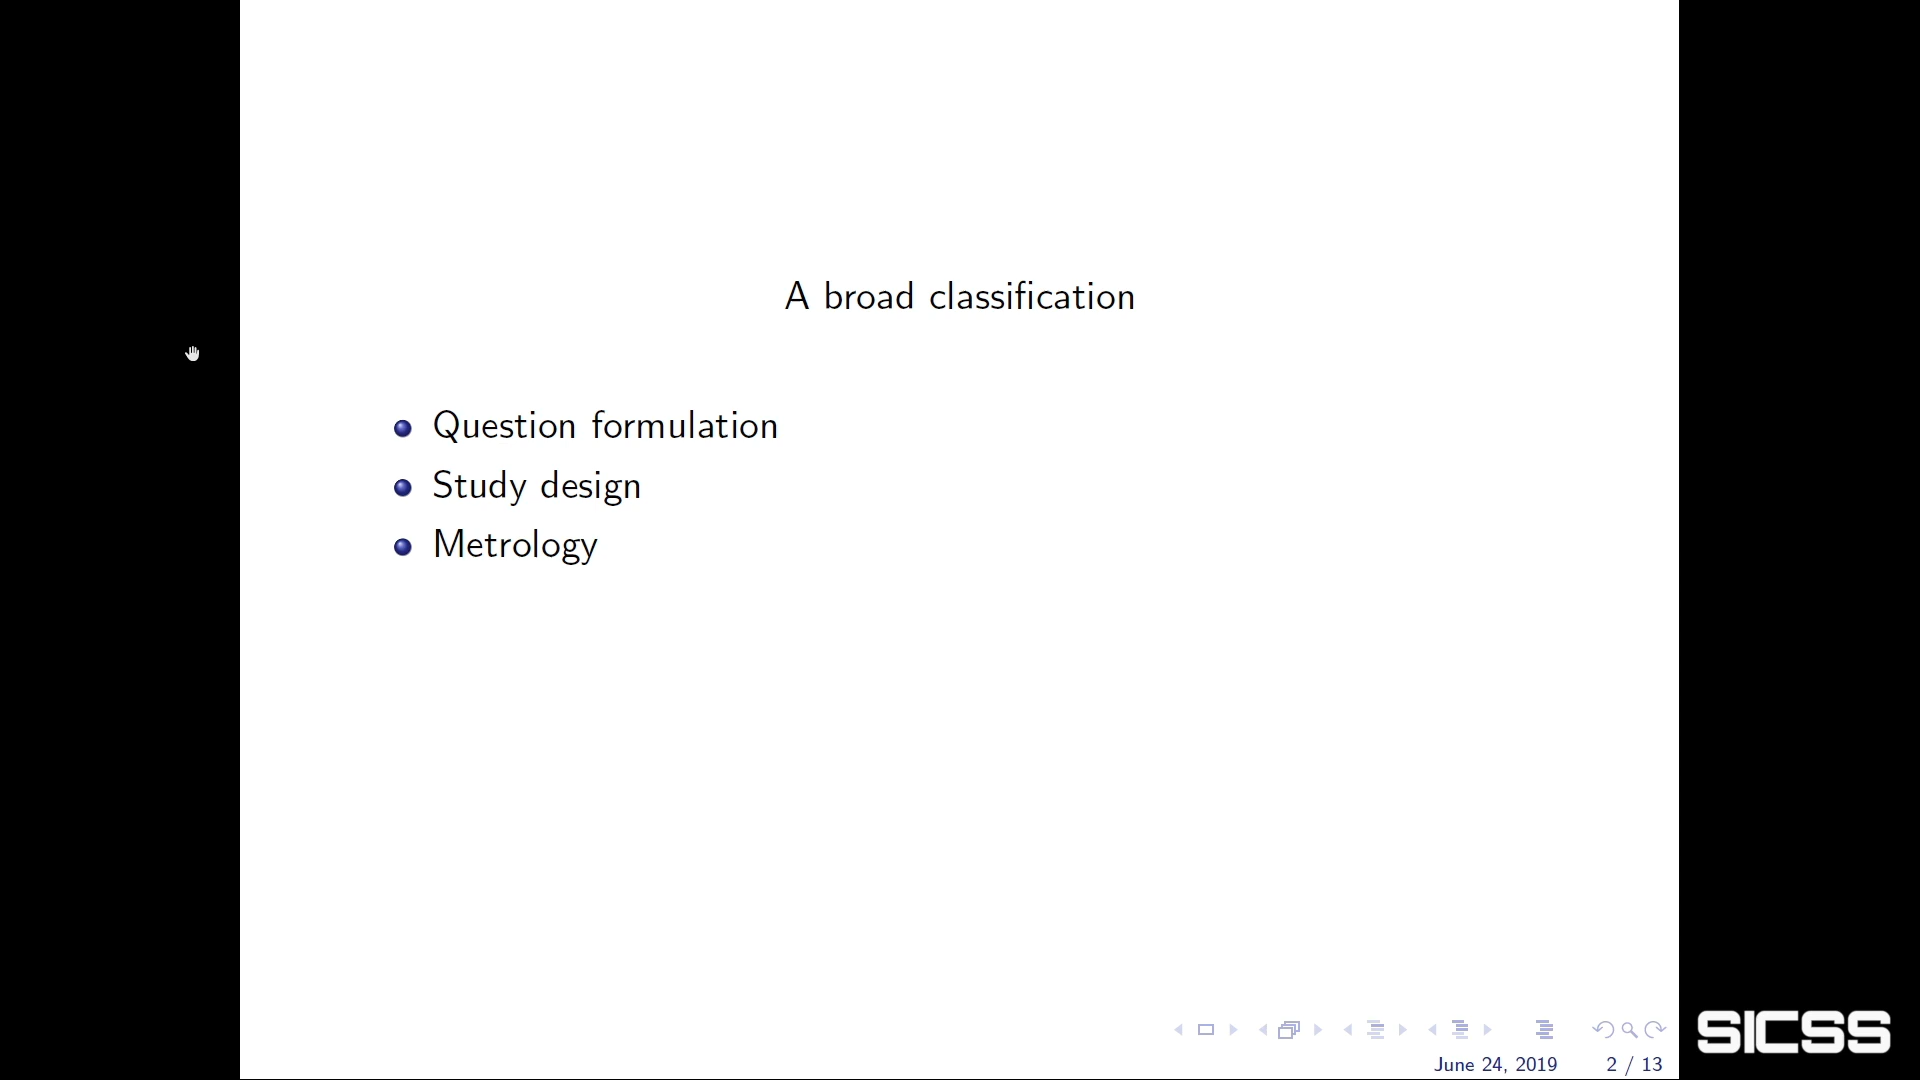 A broad classification
Question formulation
Study design
Metrology
June 24, 2019 2 / 13
SICSS